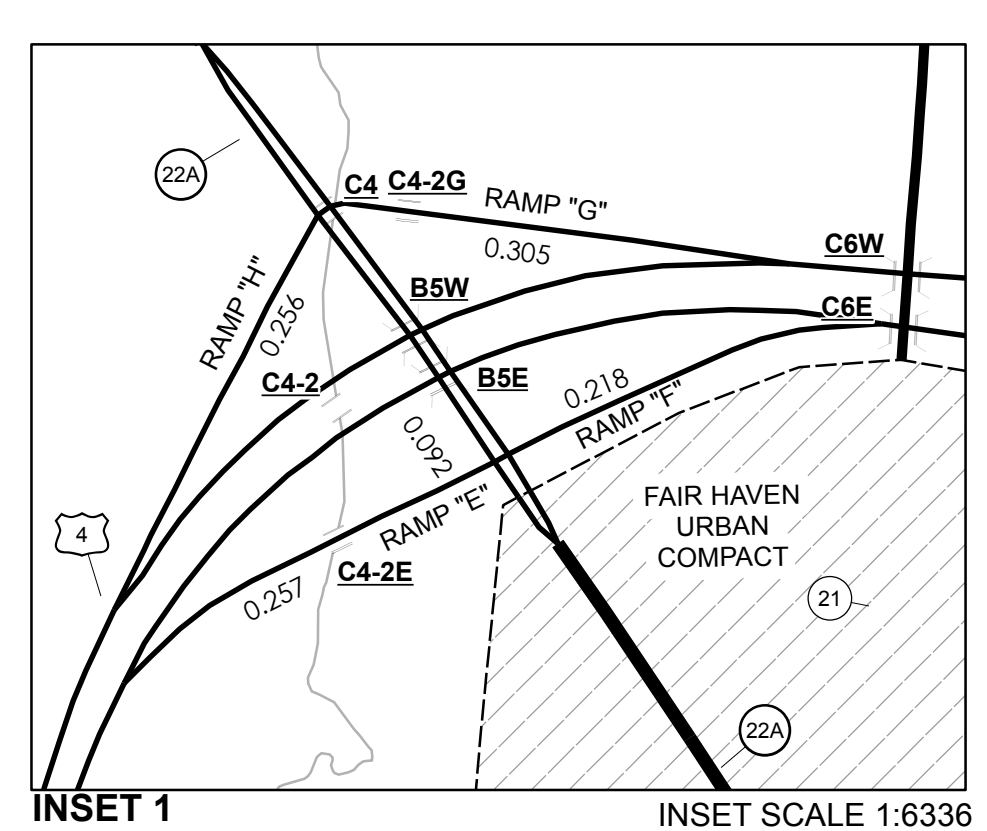 22A
C4 C4-2G
RAMP "G"
0.305
C6W
RAMP "H"
0.256
B5W
C6E
C4-2
B5E
0.218
RAMP "F"
0.092
RAMP "E"
FAIR HAVEN
URBAN
COMPACT
4
C4-2E
0.257
21
22A
INSET 1
INSET SCALE 1:6336